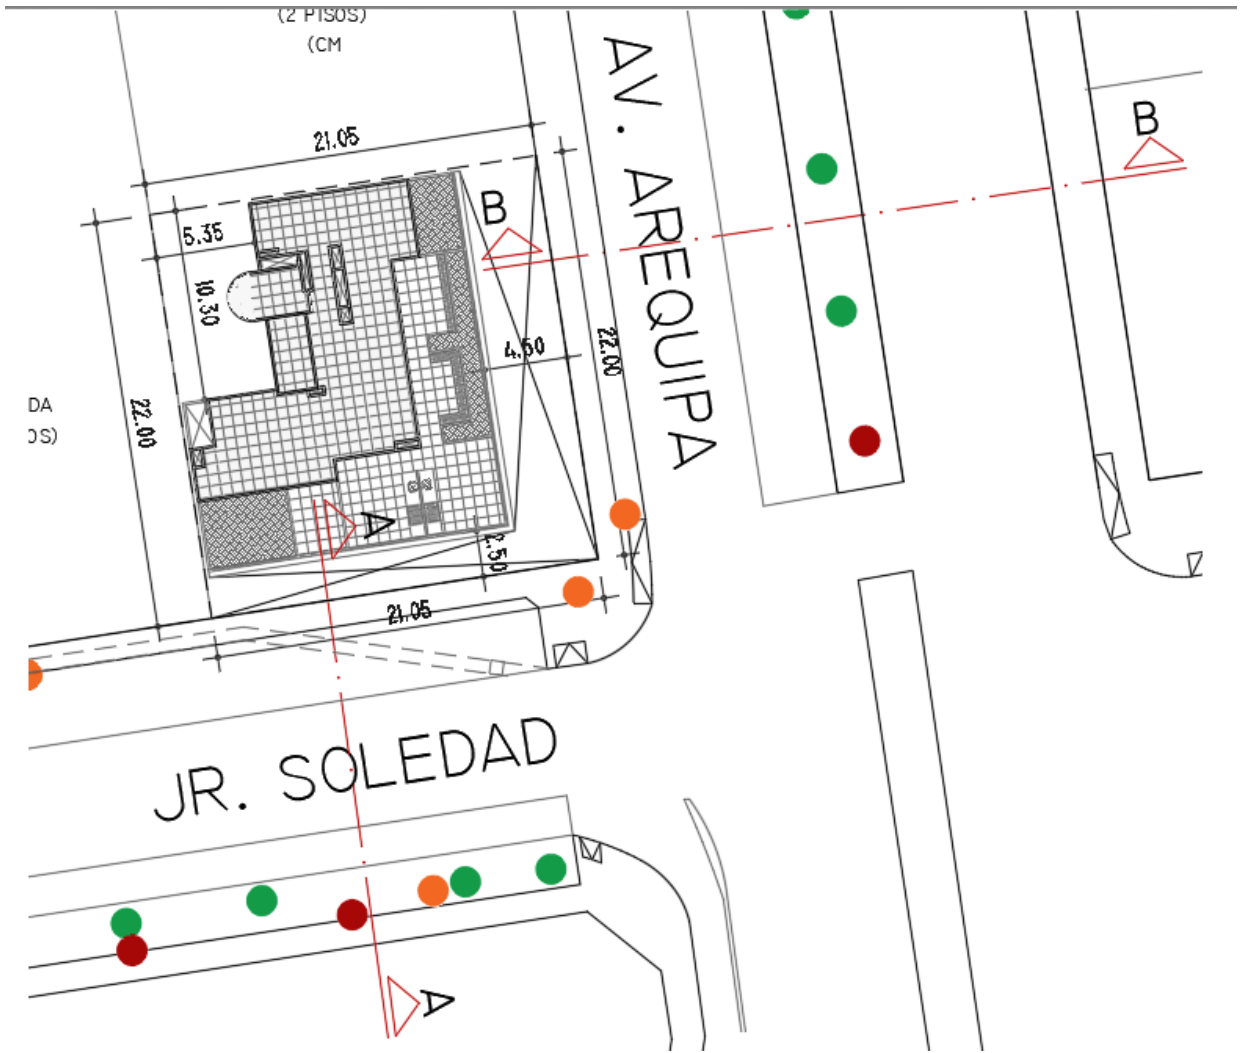 (2 PISOS)
(CM
AV. AREQUIPA
B
21.05
B
5.35
10.30
4.50
22.00
DA
OS)
22.00
A
2.50
21.05
JR. SOLEDAD
A